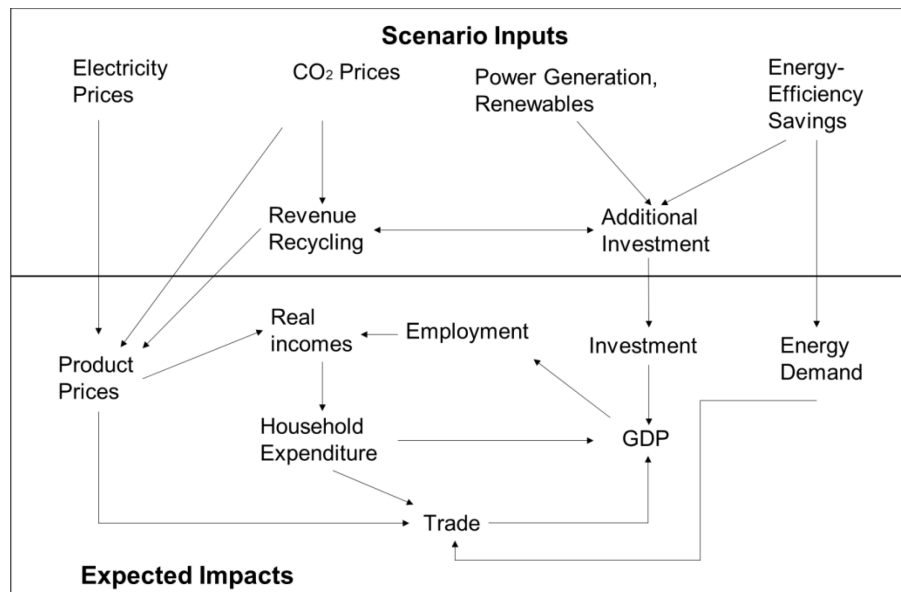 Scenario Inputs
Electricity
Prices
CO₂ Prices
Power Generation,
Renewables
Energy-
Efficiency
Savings
Revenue
Recycling
Additional
Investment
Product
Prices
Real
incomes
Employment
Investment
Energy
Demand
Household
Expenditure
GDP
Trade
Expected Impacts